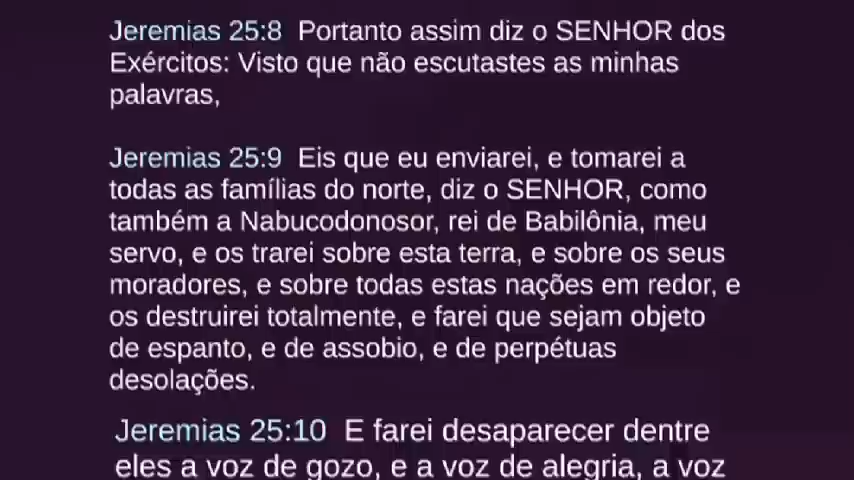 Jeremias 25:8 Portanto assim diz o SENHOR dos
Exércitos: Visto que não escutastes as minhas
palavras,
Jeremias 25:9 Eis que eu enviarei, e tomarei a
todas as famílias do norte, diz o SENHOR, como
também a Nabucodonosor, rei de Babilônia, meu
servo, e os trarei sobre esta terra, e sobre os seus
moradores, e sobre todas estas nações em redor, e
os destruirei totalmente, e farei que sejam objeto
de espanto, e de assobio, e de perpétuas
desolações.
Jeremias 25:10 E farei desaparecer dentre
eles a voz de gozo, e a voz de alegria, a voz